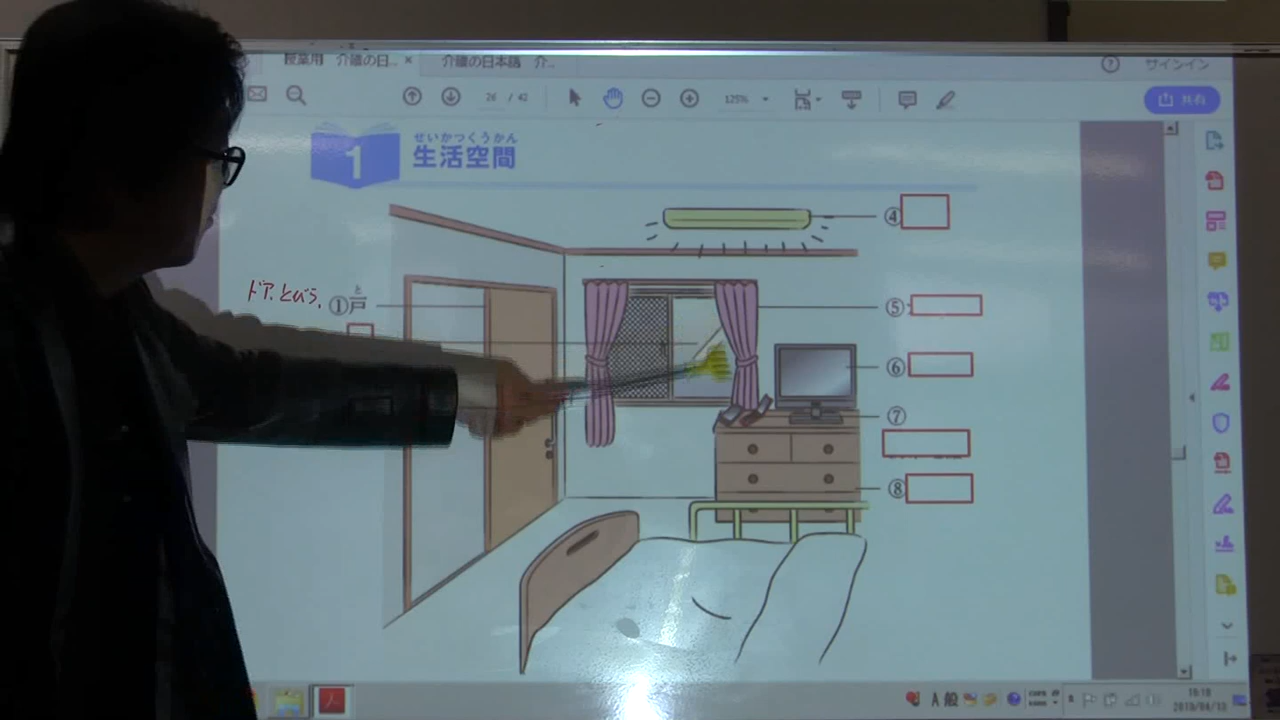 授業用 介護の日... ×
介護の日本語 介...
サインイン
26 / 42
125%
共有
1
せいかつくうかん
生活空間
④
ドア、とびら、
と
①戸
⑤
⑥
⑦
⑧
A 般